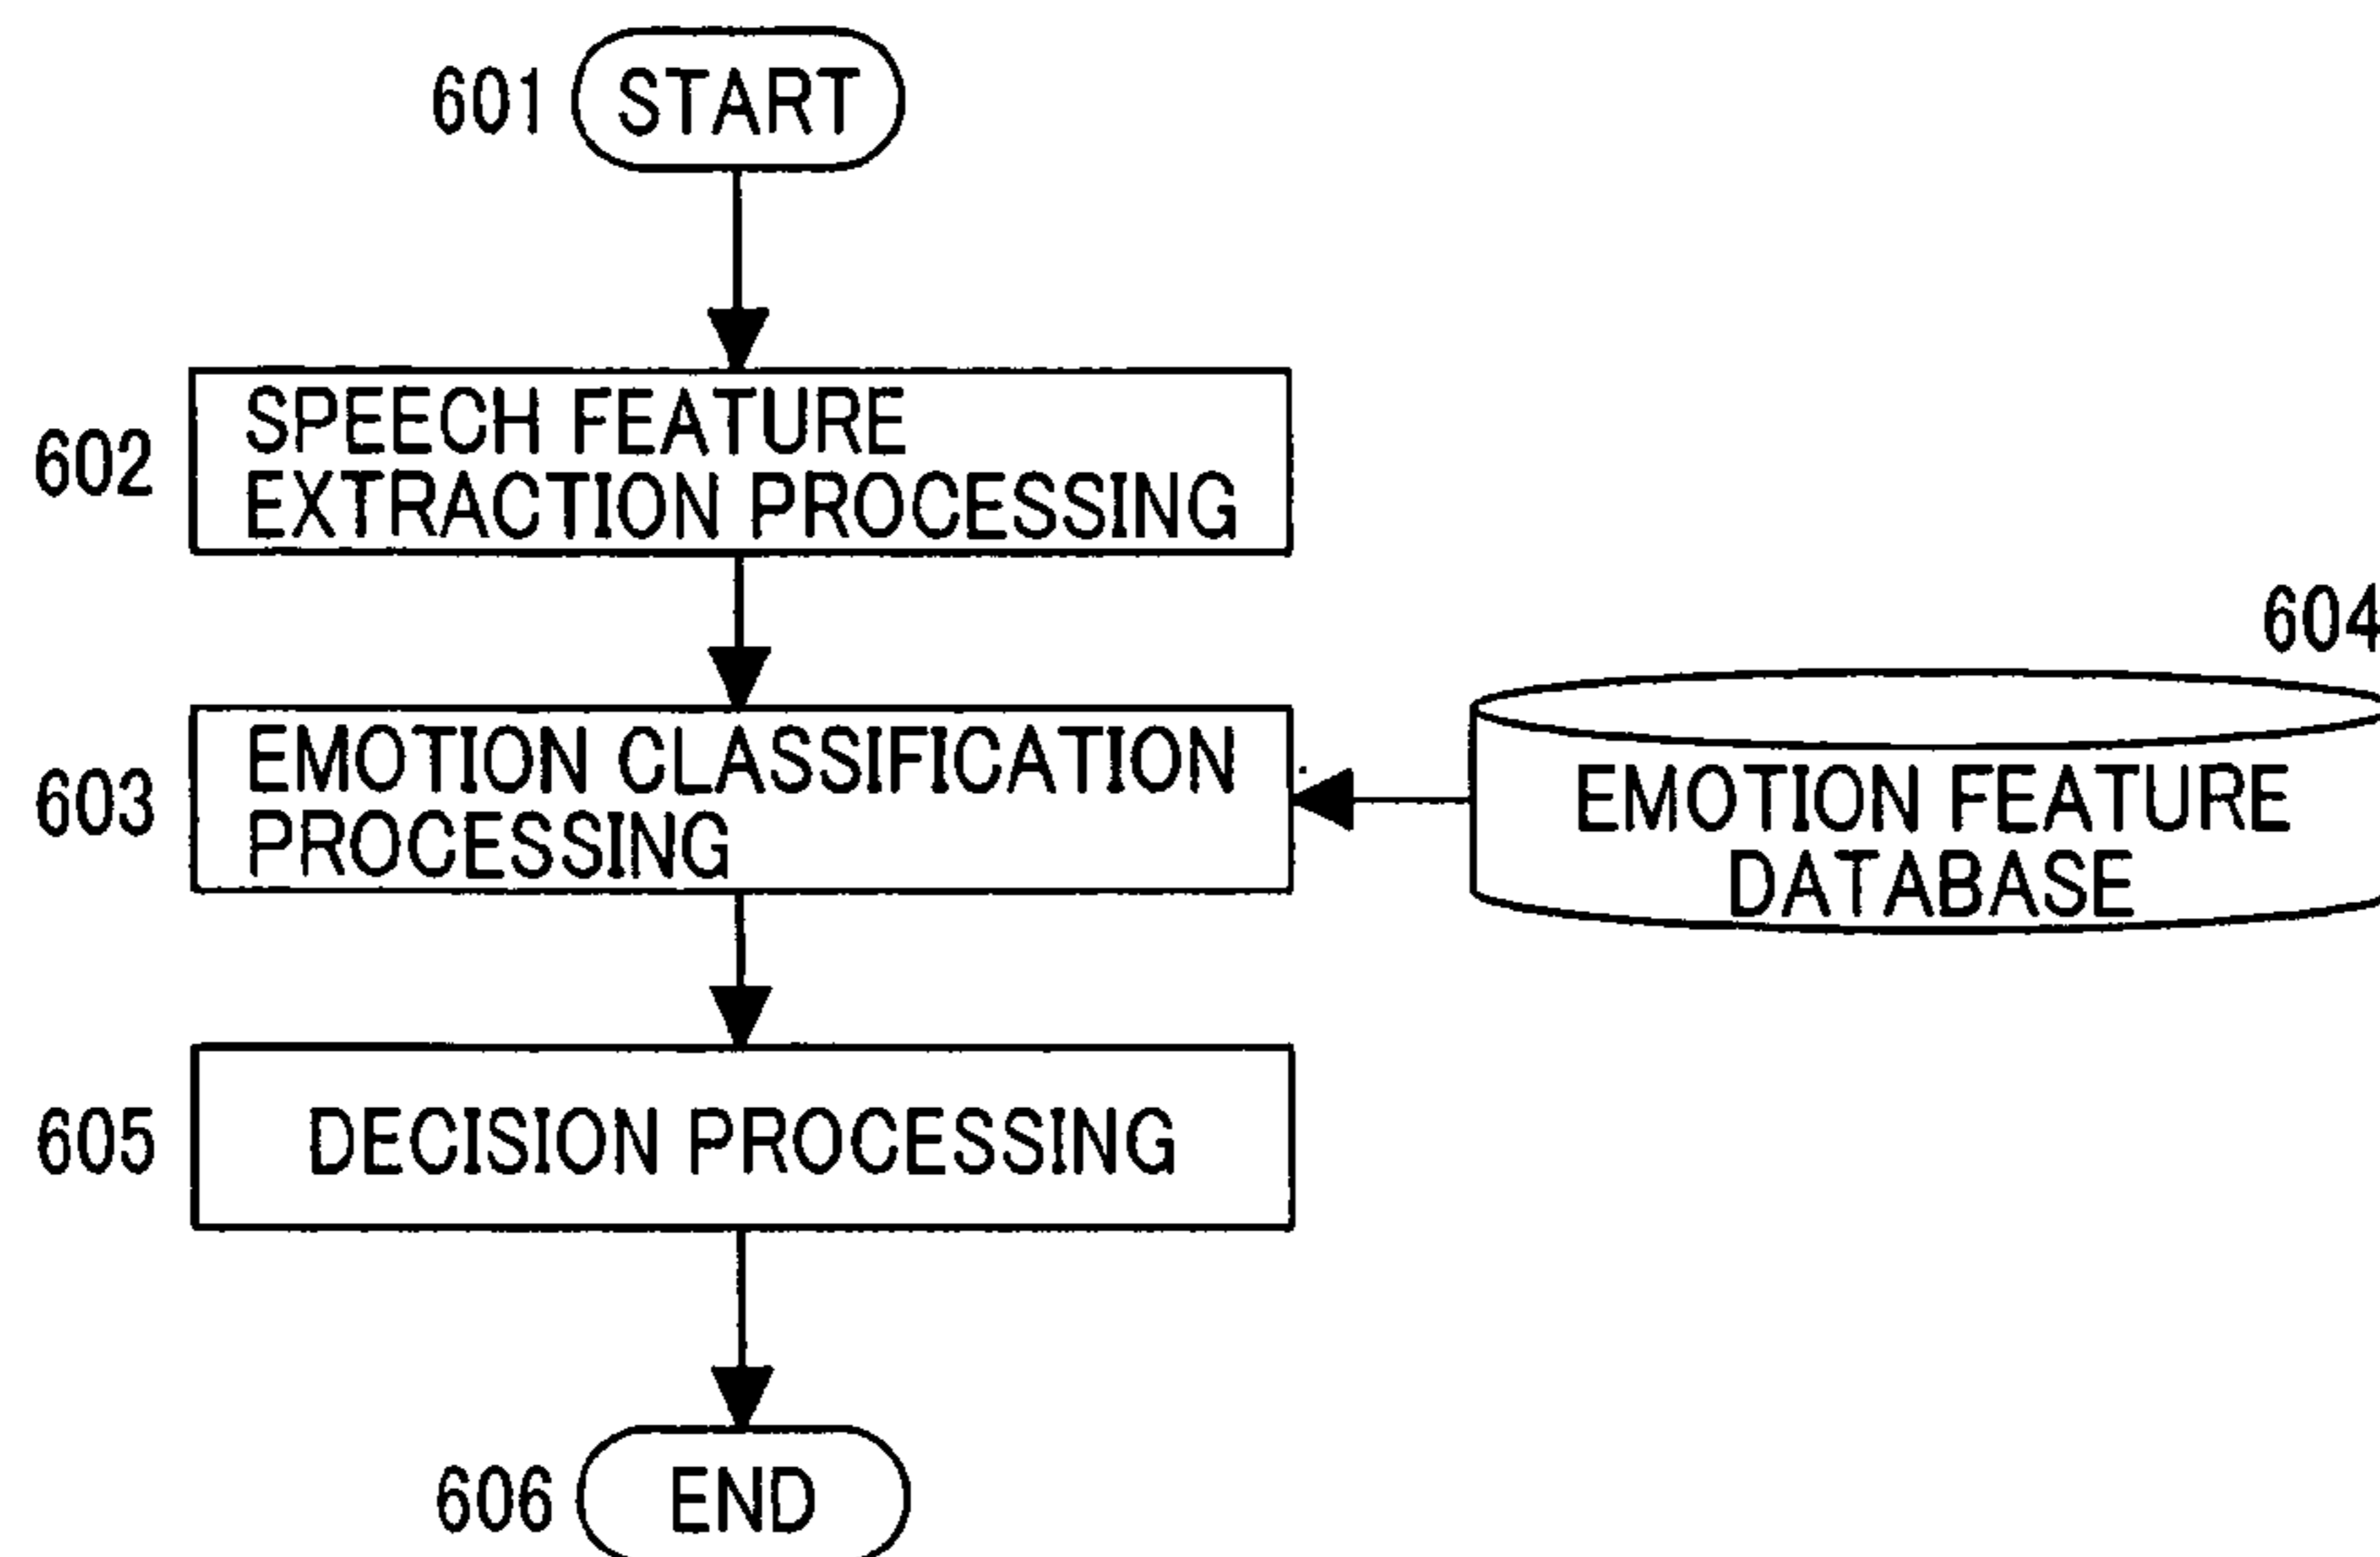 601 START
602
SPEECH FEATURE
EXTRACTION PROCESSING
603
EMOTION CLASSIFICATION
PROCESSING
604
EMOTION FEATURE
DATABASE
605 DECISION PROCESSING
606 END